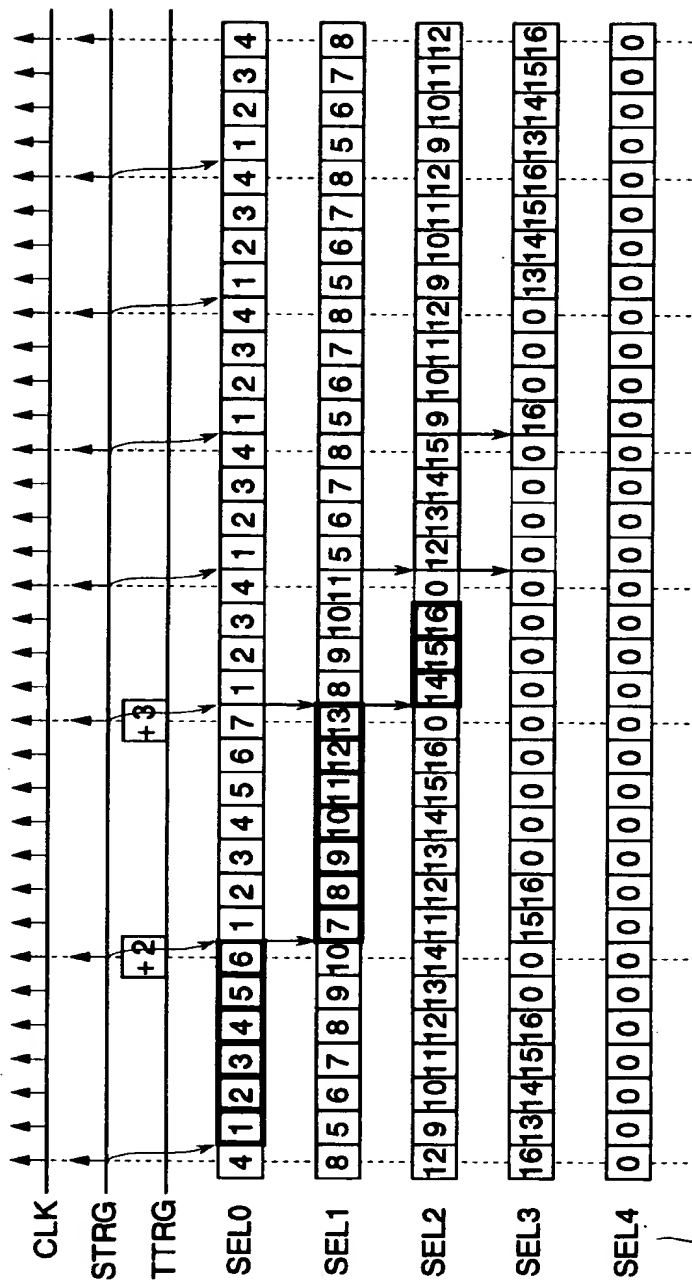 CLK
STRG
TTRG +2 +3
SEL0 4 1 2 3 4 5 6 1 2 3 4 5 6 7 1 2 3 4 1 2 3 4 1 2 3 4 1 2 3 4 1 2 3 4
SEL1 8 5 6 7 8 9 10 7 8 9 10 11 12 13 8 9 10 11 5 6 7 8 5 6 7 8 5 6 7 8 5 6 7 8
SEL2 12 9 10 11 12 13 14 11 12 13 14 15 16 0 14 15 16 0 12 13 14 15 9 10 11 12 9 10 11 12 9 10 11 12
SEL3 16 13 14 15 16 0 0 15 16 0 0 0 0 0 0 0 0 0 0 0 0 0 16 0 0 0 13 14 15 16 13 14 15 16
SEL4 0 0 0 0 0 0 0 0 0 0 0 0 0 0 0 0 0 0 0 0 0 0 0 0 0 0 0 0 0 0 0 0 0 0